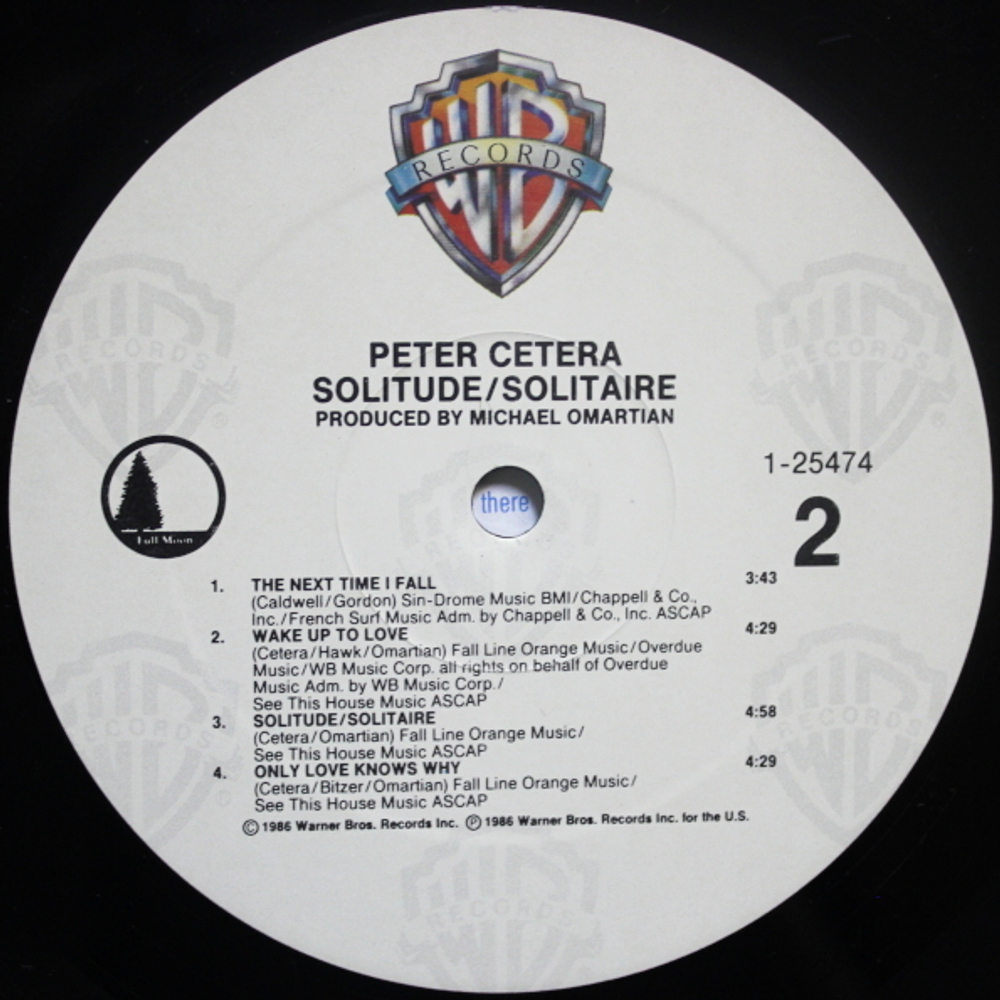 WB
RECORDS
PETER CETERA
SOLITUDE/SOLITAIRE
PRODUCED BY MICHAEL OMARTIAN
1-25474
there
2
Full Moon
1. THE NEXT TIME I FALL 3:43
(Caldwell/Gordon) Sin-Drome Music BMI/Chappell & Co.,
Inc./French Surf Music Adm. by Chappell & Co., Inc. ASCAP
2. WAKE UP TO LOVE 4:29
(Cetera/Hawk/Omartian) Fall Line Orange Music/Overdue
Music/WB Music Corp. all rights on behalf of Overdue
Music Adm. by WB Music Corp./
See This House Music ASCAP
3. SOLITUDE/SOLITAIRE 4:58
(Cetera/Omartian) Fall Line Orange Music/
See This House Music ASCAP
4. ONLY LOVE KNOWS WHY 4:29
(Cetera/Bitzer/Omartian) Fall Line Orange Music/
See This House Music ASCAP
© 1986 Warner Bros. Records Inc. ℗ 1986 Warner Bros. Records Inc. for the U.S.